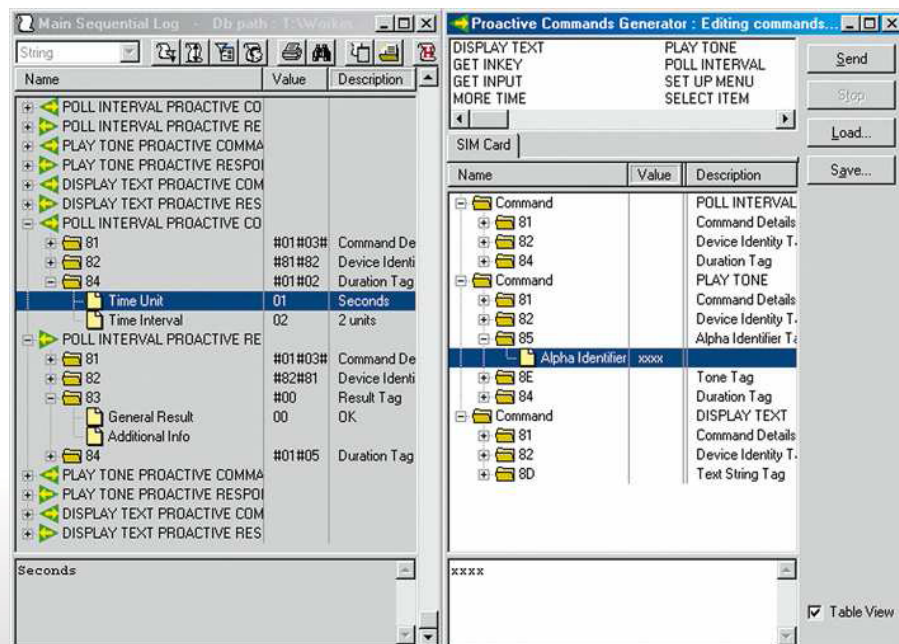 Main Sequential Log - Db path : T:\Workes...
String
Name Value Description
POLL INTERVAL PROACTIVE CO
POLL INTERVAL PROACTIVE RE
PLAY TONE PROACTIVE COMMA
PLAY TONE PROACTIVE RESPOI
DISPLAY TEXT PROACTIVE COM
DISPLAY TEXT PROACTIVE RES
POLL INTERVAL PROACTIVE CO
81 #01#03# Command De
82 #81#82 Device Identi
84 #01#02 Duration Tag
Time Unit 01 Seconds
Time Interval 02 2 units
POLL INTERVAL PROACTIVE RE
81 #01#03# Command De
82 #82#81 Device Identi
83 #00 Result Tag
General Result 00 OK
Additional Info
84 #01#05 Duration Tag
PLAY TONE PROACTIVE COMMA
PLAY TONE PROACTIVE RESPOI
DISPLAY TEXT PROACTIVE COM
DISPLAY TEXT PROACTIVE RES
Seconds
Proactive Commands Generator : Editing commands...
DISPLAY TEXT PLAY TONE
GET INKEY POLL INTERVAL
GET INPUT SET UP MENU
MORE TIME SELECT ITEM
SIM Card
Name Value Description
Command POLL INTERVAL
81 Command Details
82 Device Identity T
84 Duration Tag
Command PLAY TONE
81 Command Details
82 Device Identity T
85 Alpha Identifier Ta
Alpha Identifier xxxx
8E Tone Tag
84 Duration Tag
Command DISPLAY TEXT
81 Command Details
82 Device Identity T
8D Text String Tag
xxxx
Send
Stop
Load...
Save...
Table View